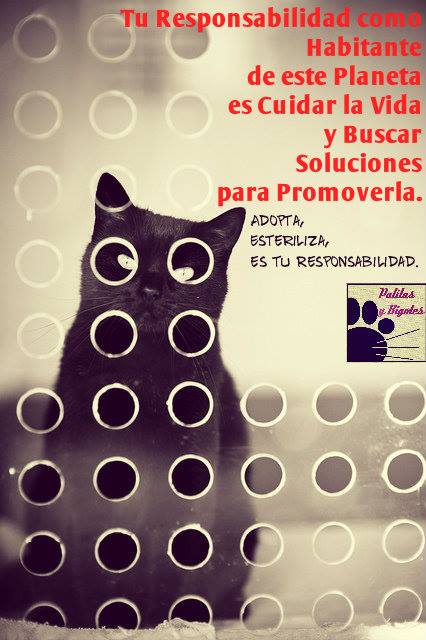 Tu Responsabilidad como
Habitante
de este Planeta
es Cuidar la Vida
y Buscar
Soluciones
para Promoverla.
ADOPTA,
ESTERILIZA,
ES TU RESPONSABILIDAD.
Patitas
y Bigotes